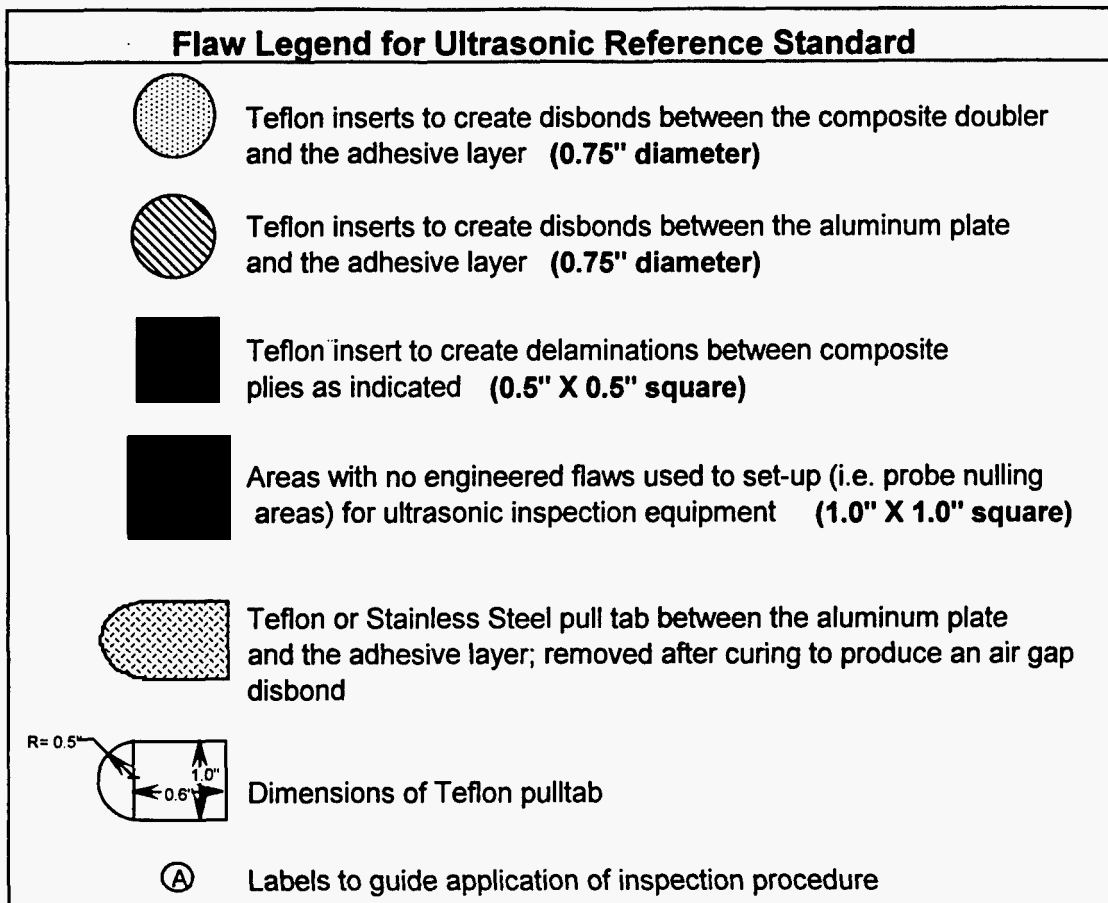 Flaw Legend for Ultrasonic Reference Standard
Teflon inserts to create disbonds between the composite doubler
and the adhesive layer (0.75" diameter)
Teflon inserts to create disbonds between the aluminum plate
and the adhesive layer (0.75" diameter)
Teflon insert to create delaminations between composite
plies as indicated (0.5" X 0.5" square)
Areas with no engineered flaws used to set-up (i.e. probe nulling
areas) for ultrasonic inspection equipment (1.0" X 1.0" square)
Teflon or Stainless Steel pull tab between the aluminum plate
and the adhesive layer; removed after curing to produce an air gap
disbond
R= 0.5"
1.0"
0.6"
Dimensions of Teflon pulltab
A Labels to guide application of inspection procedure